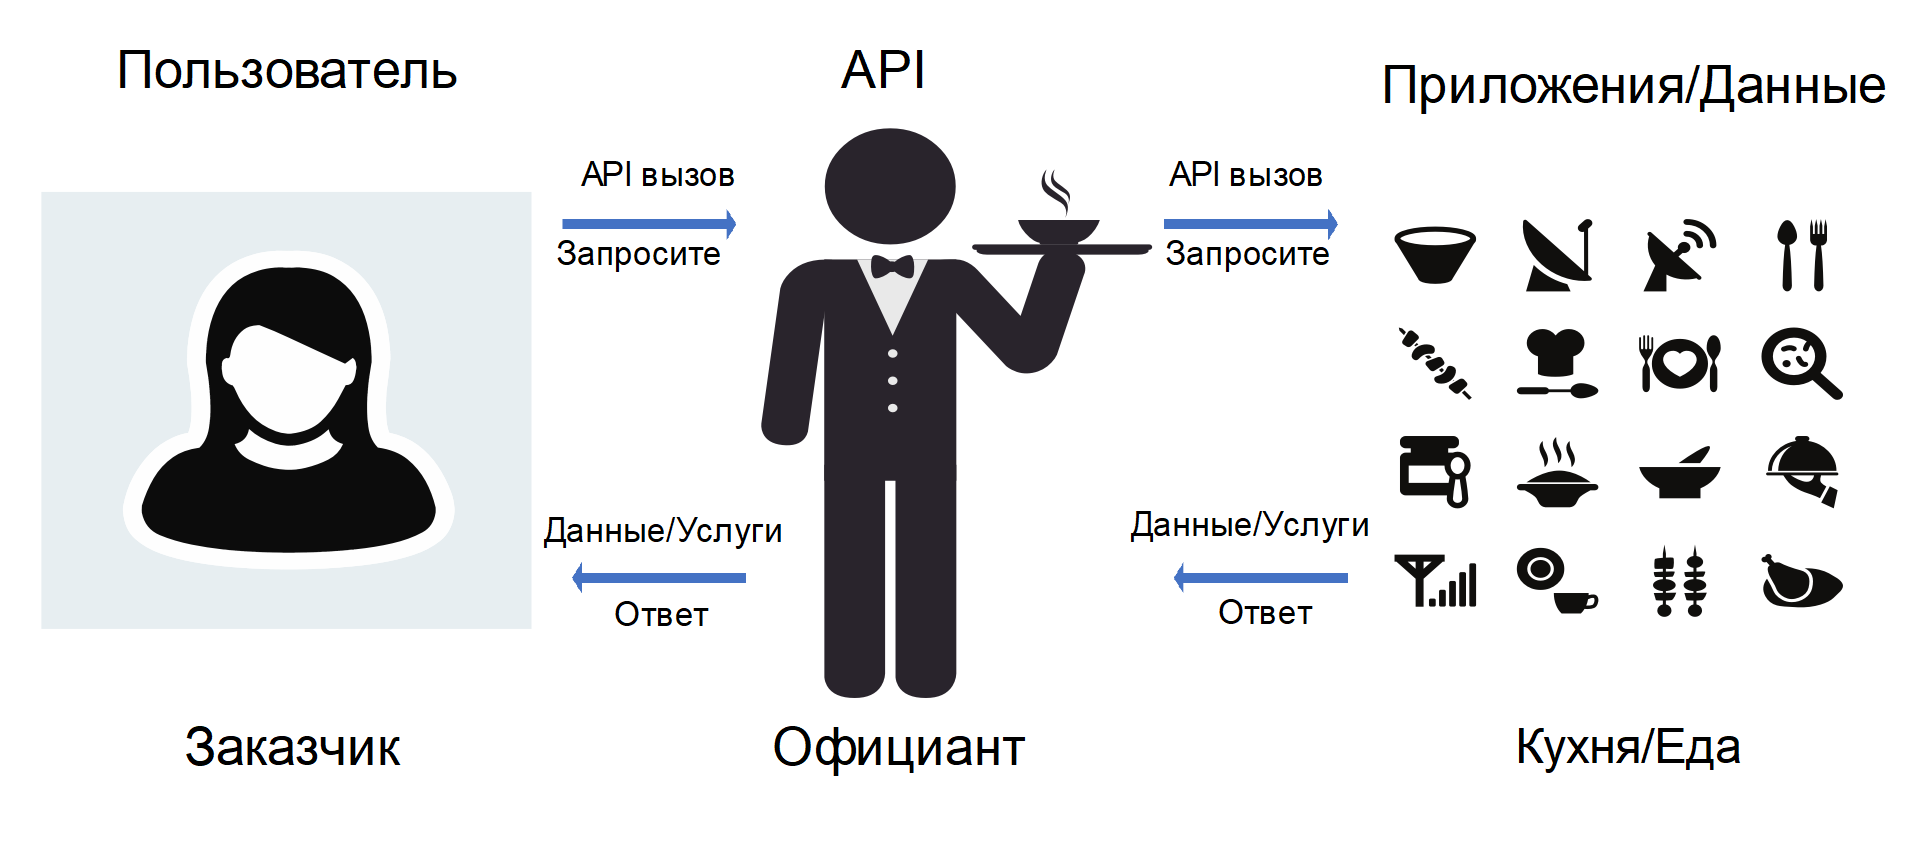 Пользователь
API
Приложения/Данные
API вызов
Запросите
API вызов
Запросите
Данные/Услуги
Ответ
Данные/Услуги
Ответ
Заказчик
Официант
Кухня/Еда